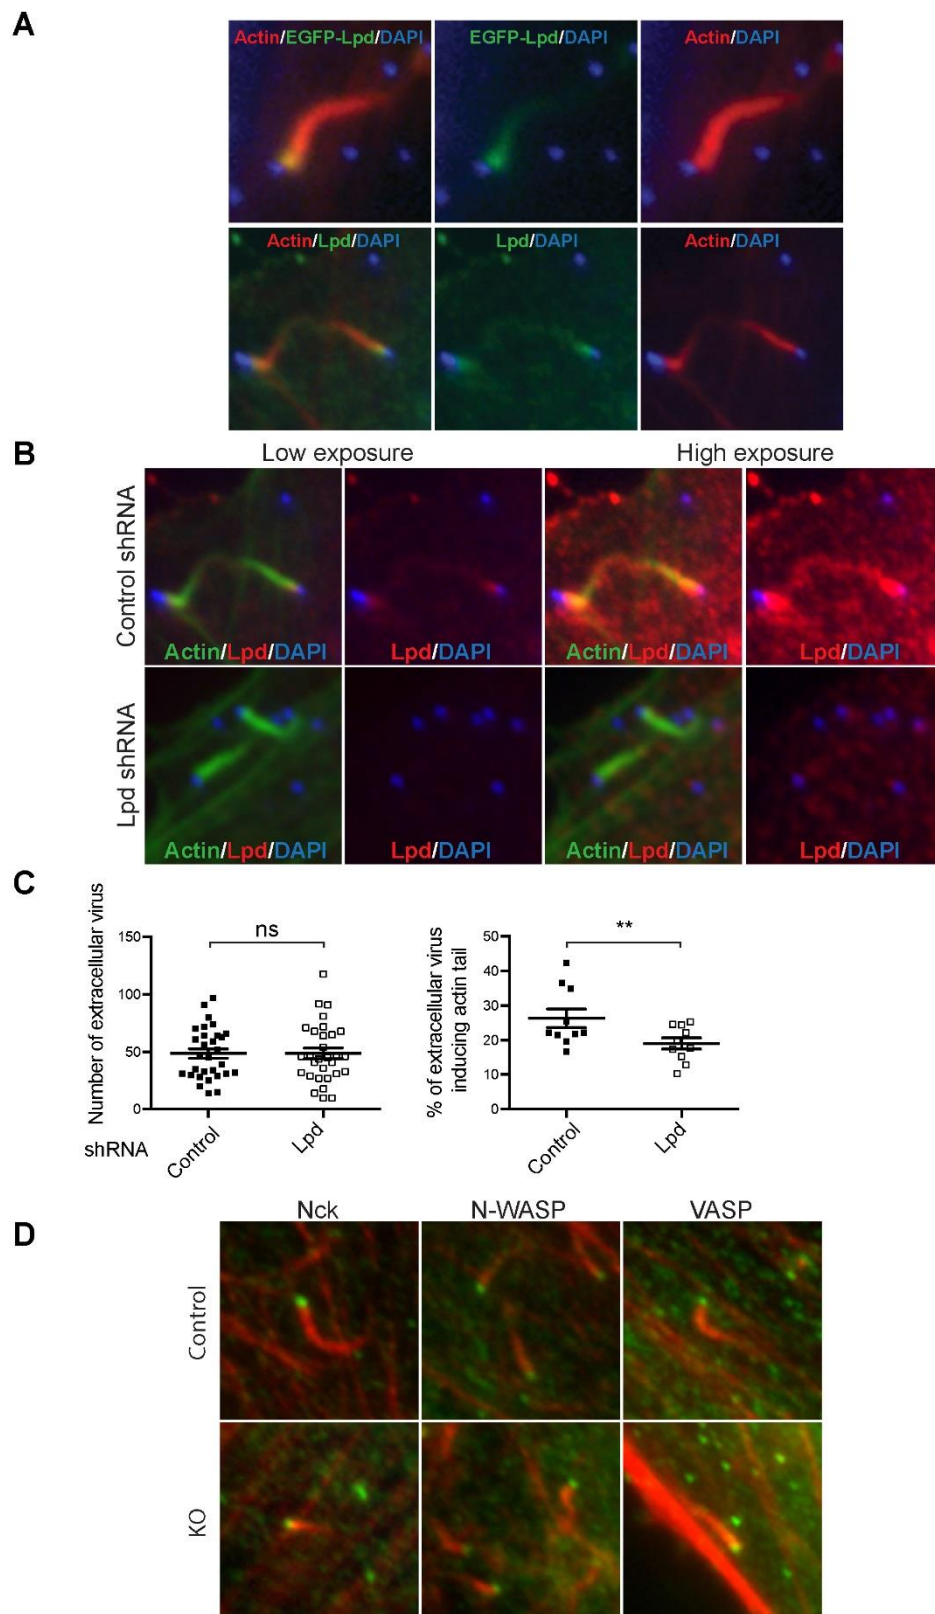 A
Actin/EGFP-Lpd/DAPI EGFP-Lpd/DAPI Actin/DAPI
Actin/Lpd/DAPI Lpd/DAPI Actin/DAPI
B
Low exposure High exposure
Control shRNA
Actin/Lpd/DAPI Lpd/DAPI Actin/Lpd/DAPI Lpd/DAPI
Lpd shRNA
Actin/Lpd/DAPI Lpd/DAPI Actin/Lpd/DAPI Lpd/DAPI
C
Number of extracellular virus
150
100
50
0
ns
shRNA
Control
Lpd
% of extracellular virus
inducing actin tail
50
40
30
20
10
0
**
Control
Lpd
D
Nck N-WASP VASP
Control
KO